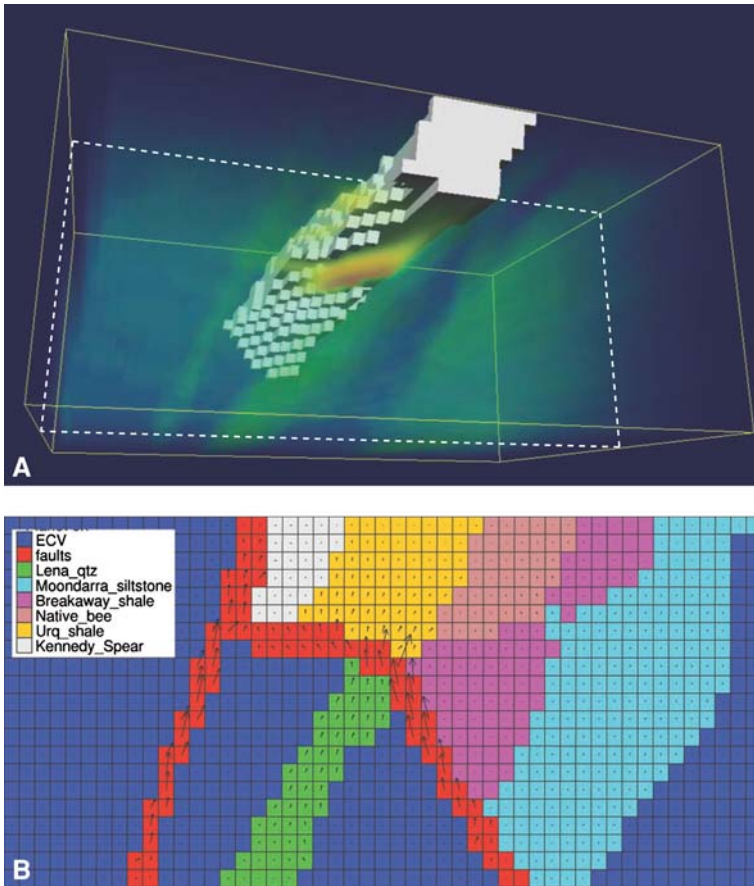 A
ECV
faults
Lena_qtz
Moondarra_siltstone
Breakaway_shale
Native_bee
Urq_shale
Kennedy_Spear
B